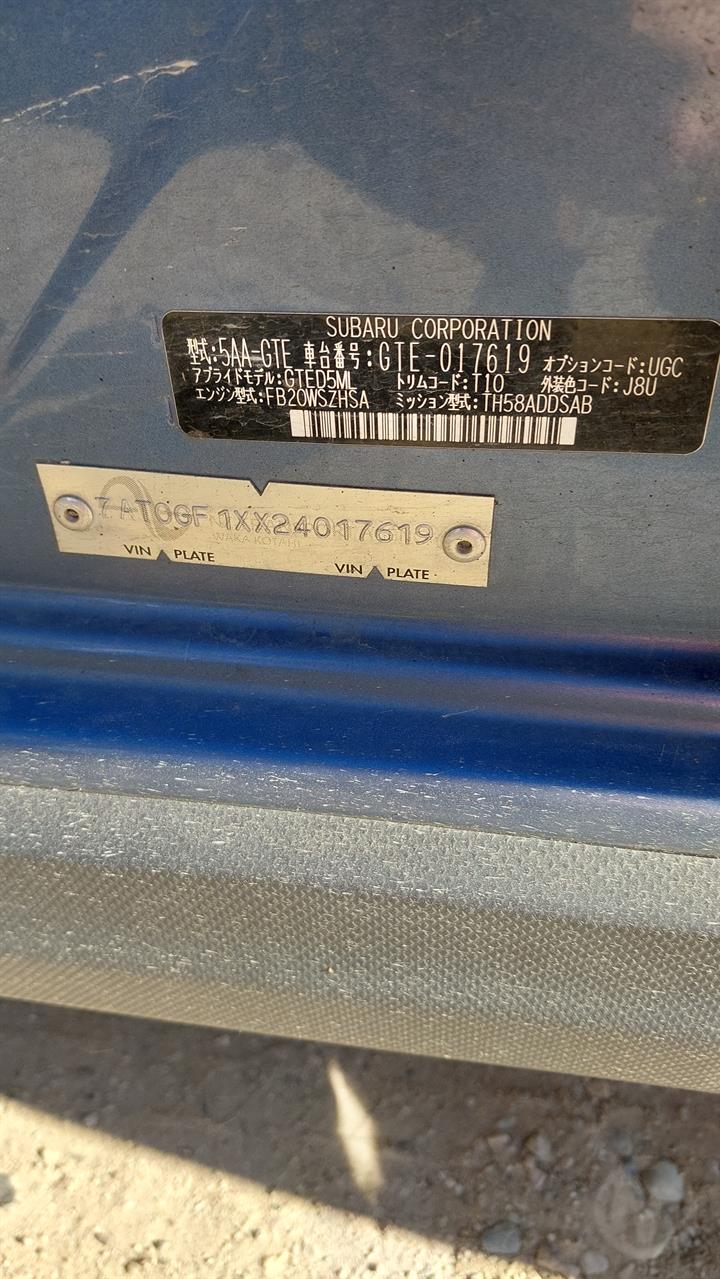 SUBARU CORPORATION
型式:5AA-GTE 車台番号:GTE-017619 オプションコード:UGC
アプライドモデル:GTED5ML トリムコード:T10 外装色コード:J8U
エンジン型式:FB20WSZHSA ミッション型式:TH58ADDSAB
7AT0GF1XX24017619
WAKA KOTAHI
VIN PLATE
VIN PLATE